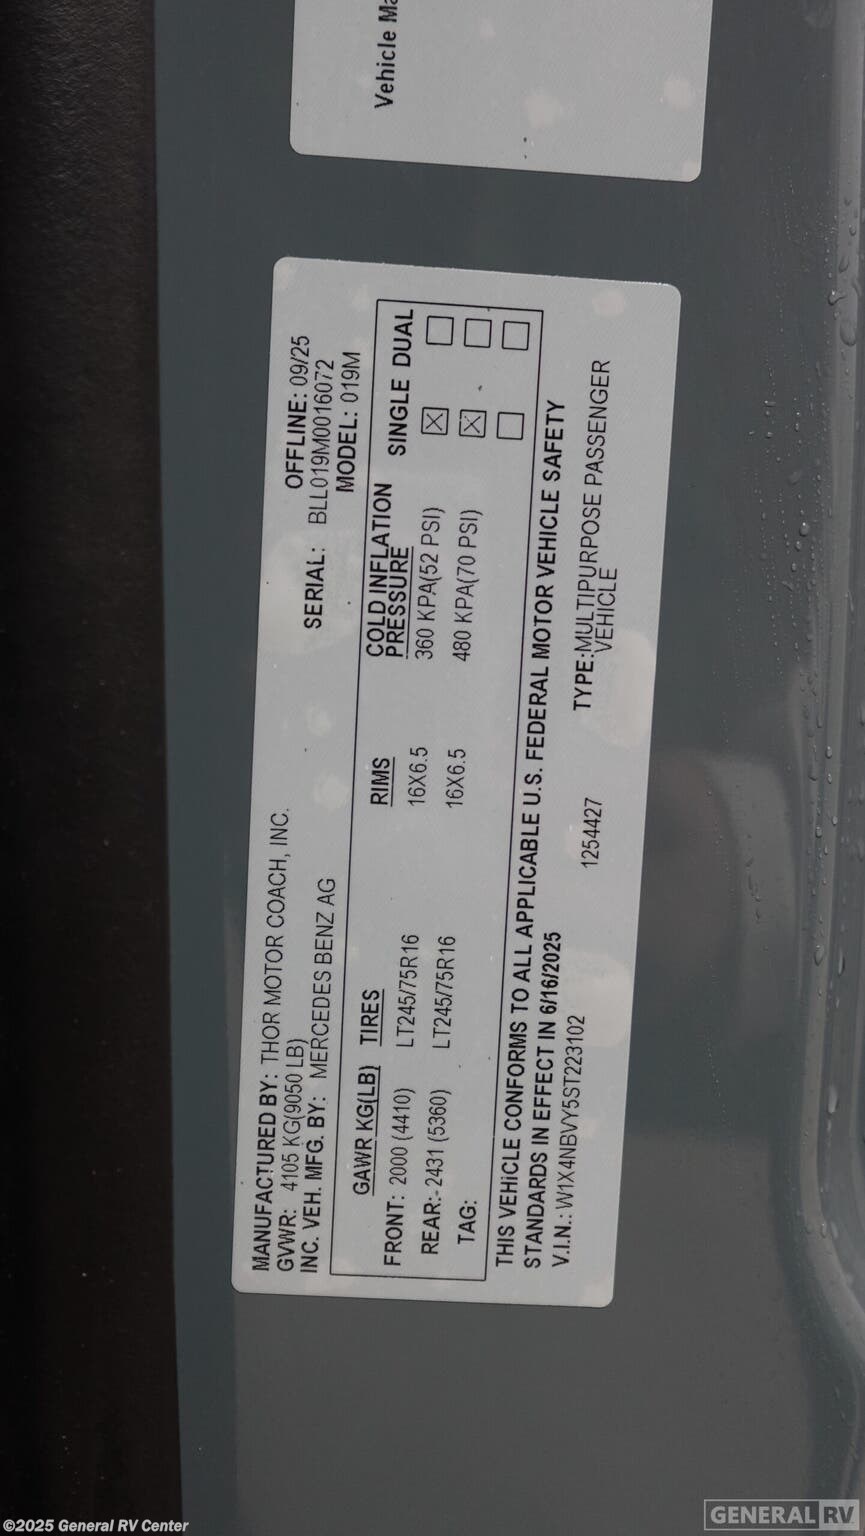 Vehicle
MANUFACTURED BY: THOR MOTOR COACH, INC.
OFFLINE: 09/25
GVWR: 4105 KG(9050 LB)
SERIAL: BLL019M0016072
INC. VEH. MFG. BY: MERCEDES BENZ AG
MODEL: 019M
GAWR KG(LB) TIRES RIMS COLD INFLATION PRESSURE SINGLE DUAL
FRONT: 2000 (4410) LT245/75R16 16X6.5 360 KPA(52 PSI) ☒ ☐
REAR: 2431 (5360) LT245/75R16 16X6.5 480 KPA(70 PSI) ☒ ☐
TAG: ☐ ☐
THIS VEHICLE CONFORMS TO ALL APPLICABLE U.S. FEDERAL MOTOR VEHICLE SAFETY
STANDARDS IN EFFECT IN 6/16/2025
V.I.N.: W1X4NBVY5ST223102 1254427 TYPE:MULTIPURPOSE PASSENGER
VEHICLE
©2025 General RV Center
GENERAL RV